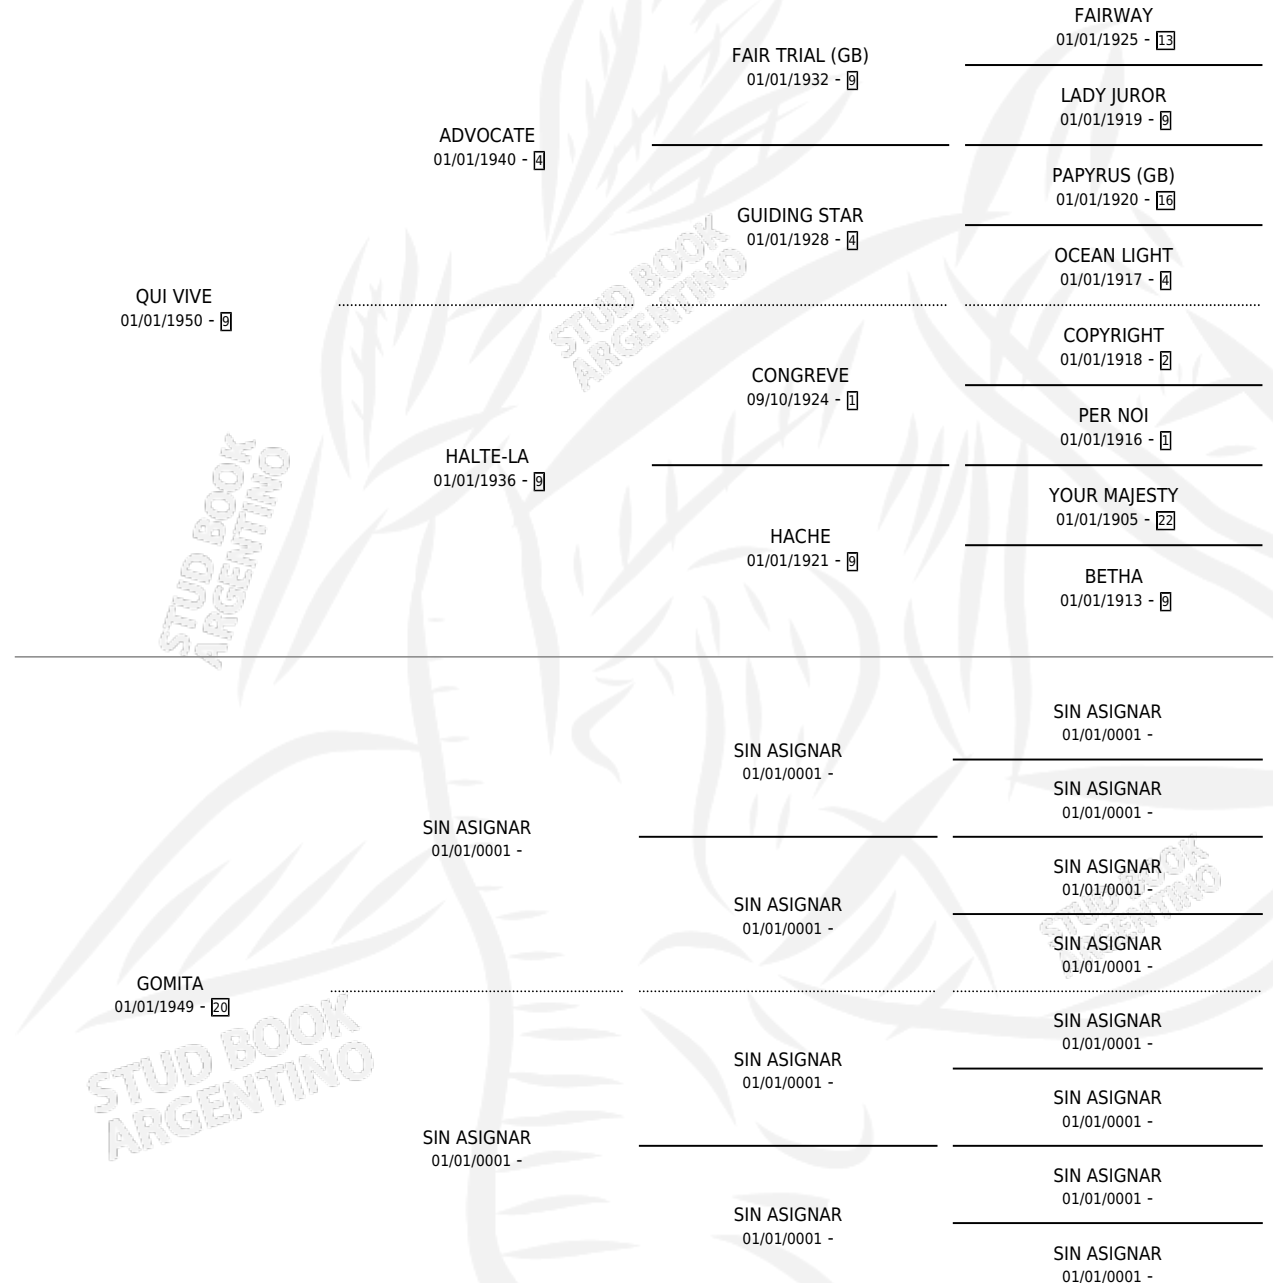 FAIRWAY
01/01/1925 - 13
FAIR TRIAL (GB)
01/01/1932 - 9
LADY JUROR
01/01/1919 - 9
ADVOCATE
01/01/1940 - 4
PAPYRUS (GB)
01/01/1920 - 16
GUIDING STAR
01/01/1928 - 4
OCEAN LIGHT
01/01/1917 - 4
QUI VIVE
01/01/1950 - 9
COPYRIGHT
01/01/1918 - 2
CONGREVE
09/10/1924 - 1
PER NOI
01/01/1916 - 1
HALTE-LA
01/01/1936 - 9
YOUR MAJESTY
01/01/1905 - 22
HACHE
01/01/1921 - 9
BETHA
01/01/1913 - 9
STUD BOOK
ARGENTINO
STUD BOOK
ARGENTINO
SIN ASIGNAR
01/01/0001 -
SIN ASIGNAR
01/01/0001 -
SIN ASIGNAR
01/01/0001 -
SIN ASIGNAR
01/01/0001 -
SIN ASIGNAR
01/01/0001 -
SIN ASIGNAR
01/01/0001 -
SIN ASIGNAR
01/01/0001 -
STUD BOOK
ARGENTINO
GOMITA
01/01/1949 - 20
SIN ASIGNAR
01/01/0001 -
SIN ASIGNAR
01/01/0001 -
SIN ASIGNAR
01/01/0001 -
SIN ASIGNAR
01/01/0001 -
SIN ASIGNAR
01/01/0001 -
SIN ASIGNAR
01/01/0001 -
SIN ASIGNAR
01/01/0001 -
STUD BOOK
ARGENTINO